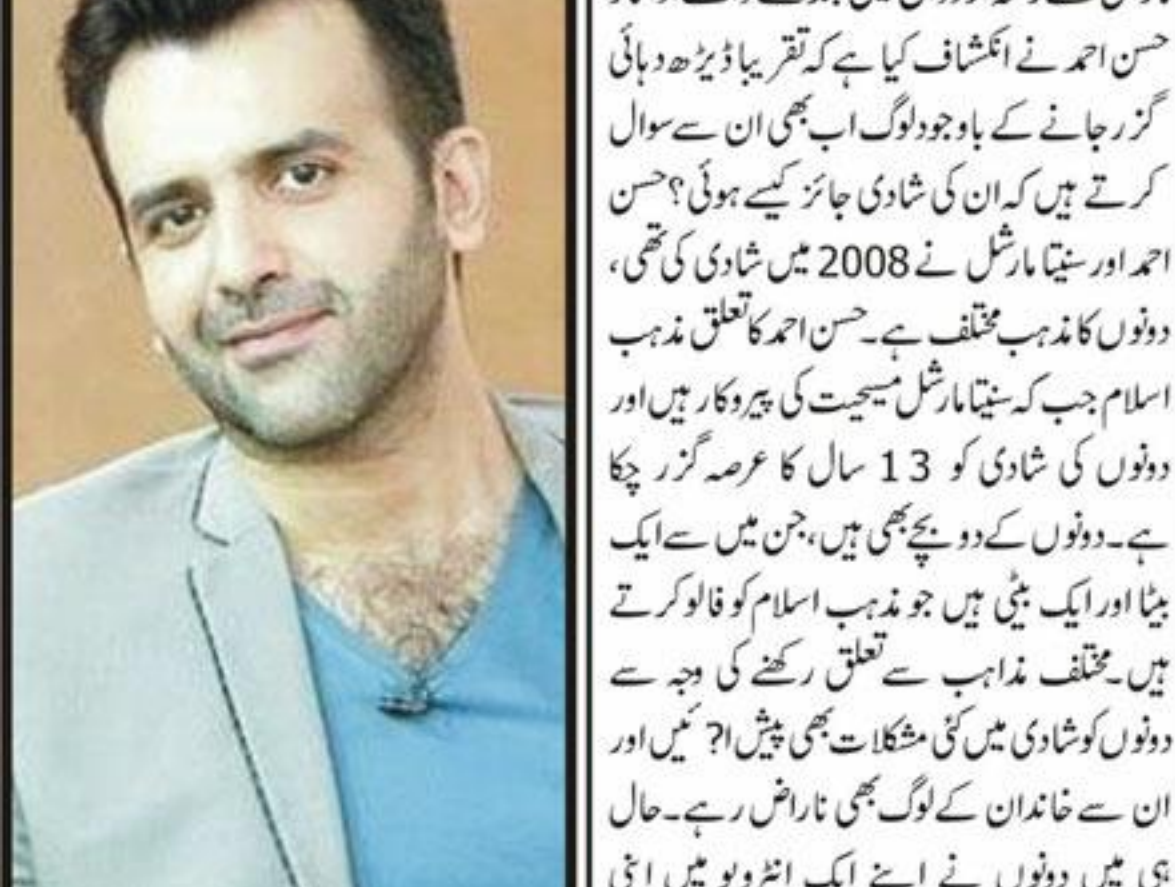 حسن احمد نے انکشاف کیا ہے کہ تقریبا ڈیڑھ دہائی
گزر جانے کے باوجود لوگ اب بھی ان سے سوال
کرتے ہیں کہ ان کی شادی جائز کیسے ہوئی؟ حسن
احمد اور سنیتا مارشل نے 2008 میں شادی کی تھی،
دونوں کا مذہب مختلف ہے۔ حسن احمد کا تعلق مذہب
اسلام جب کہ سنیتا مارشل مسیحیت کی پیروکار ہیں اور
دونوں کی شادی کو 13 سال کا عرصہ گزر چکا
ہے۔ دونوں کے دو بچے بھی ہیں، جن میں سے ایک
بیٹا اور ایک بیٹی ہیں جو مذہب اسلام کو فالو کرتے
ہیں۔ مختلف مذاہب سے تعلق رکھنے کی وجہ سے
دونوں کو شادی میں کئی مشکلات بھی پیش ا?ئیں اور
ان سے خاندان کے لوگ بھی ناراض رہے۔ حال
ہی میں دونوں نے اپنے ایک انٹرویو میں اپنی